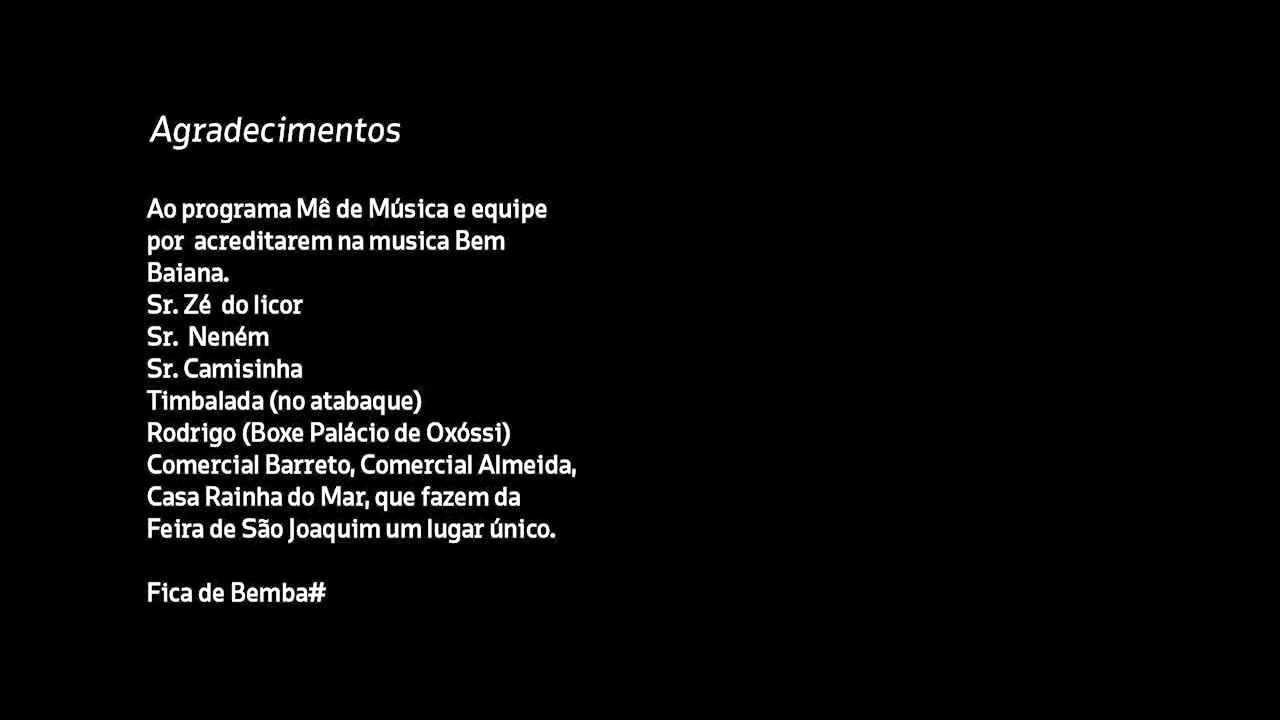 Agradecimentos
Ao programa Mê de Música e equipe
por  acreditarem na musica Bem
Baiana.
Sr. Zé  do licor
Sr.  Neném
Sr. Camisinha
Timbalada (no atabaque)
Rodrigo (Boxe Palácio de Oxóssi)
Comercial Barreto, Comercial Almeida,
Casa Rainha do Mar, que fazem da
Feira de São Joaquim um lugar único.
Fica de Bemba#